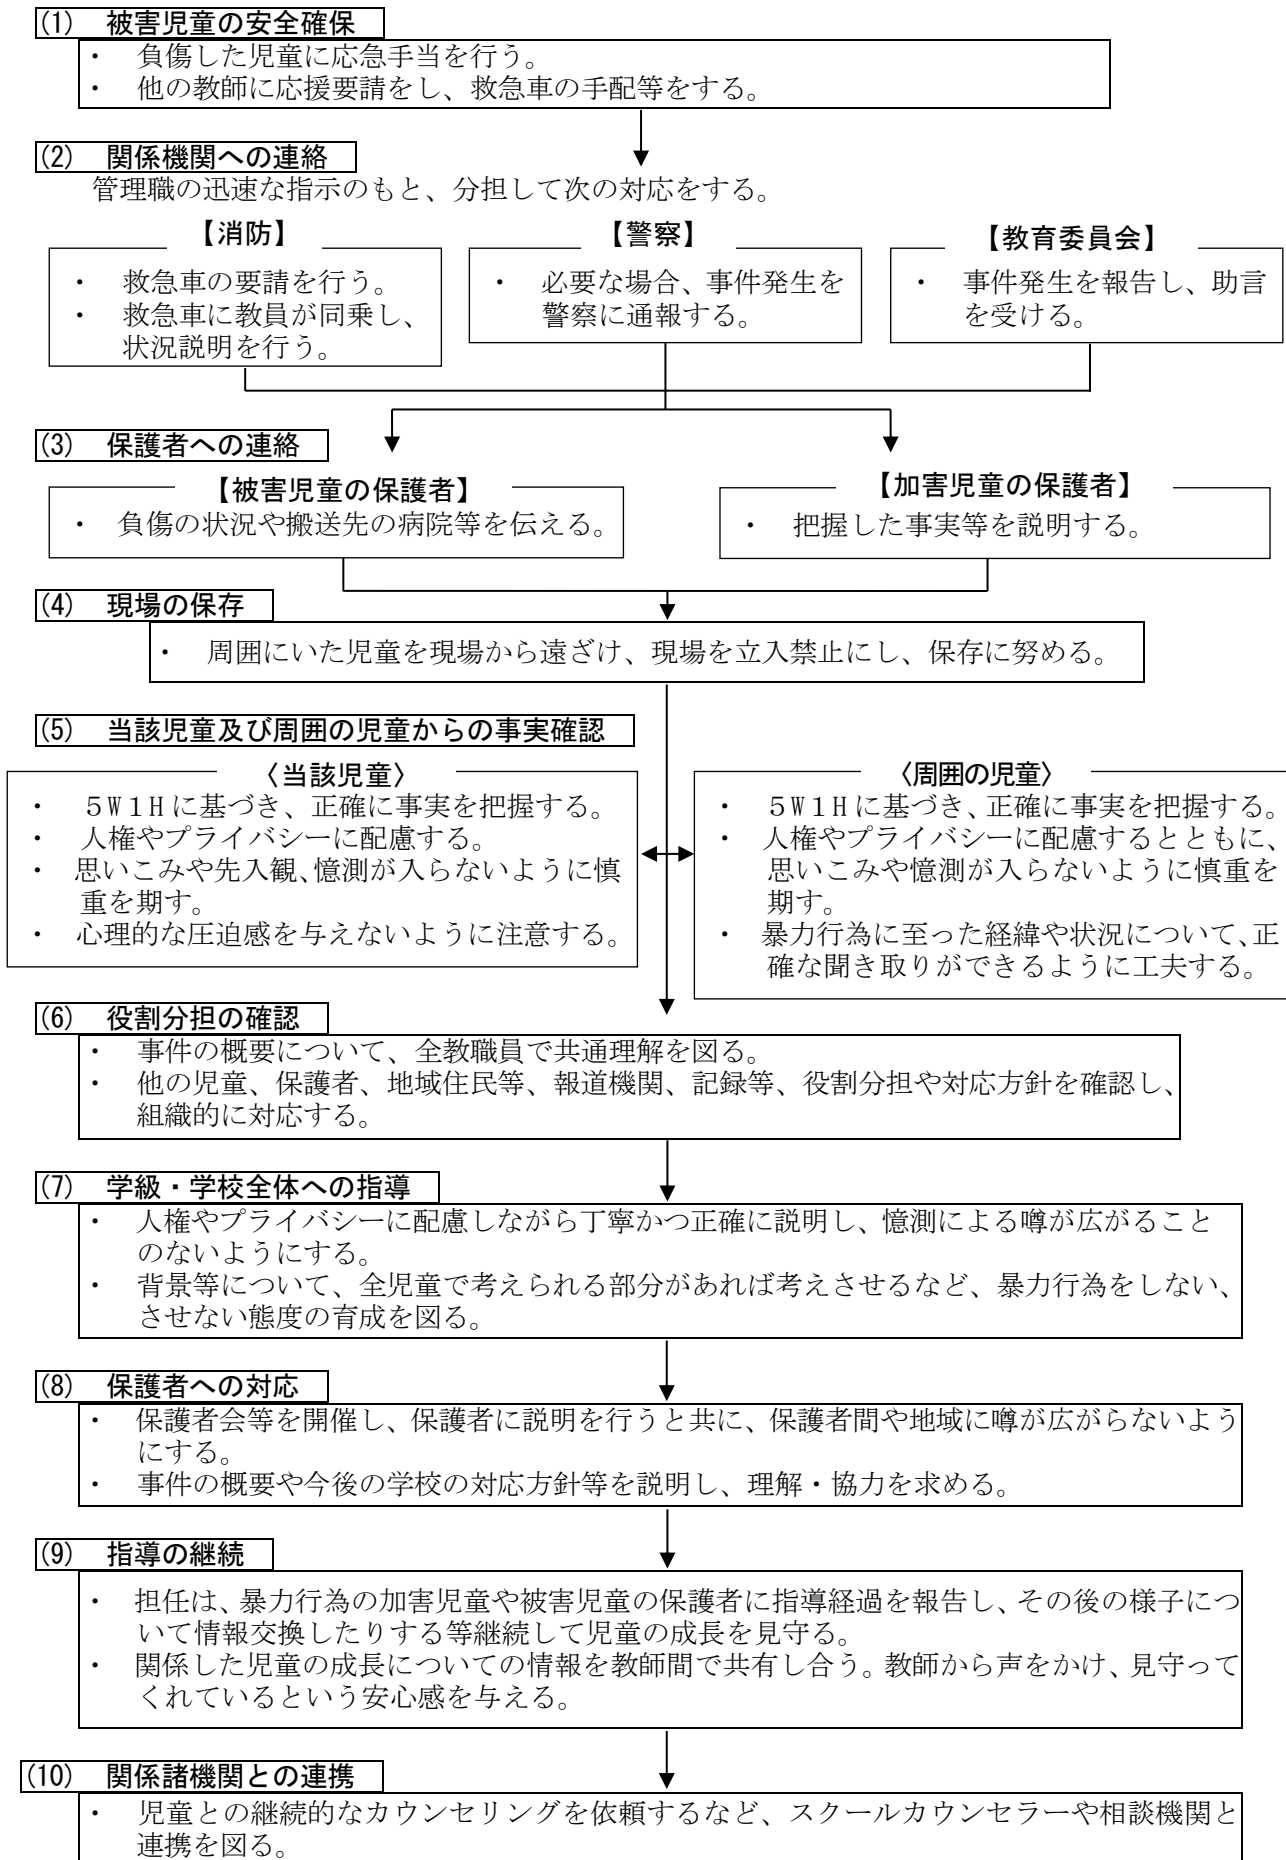 (1)　被害児童の安全確保
・　負傷した児童に応急手当を行う。
・　他の教師に応援要請をし、救急車の手配等をする。
(2)　関係機関への連絡
管理職の迅速な指示のもと、分担して次の対応をする。
【消防】
・　救急車の要請を行う。
・　救急車に教員が同乗し、
状況説明を行う。
【警察】
・　必要な場合、事件発生を
警察に通報する。
【教育委員会】
・　事件発生を報告し、助言
を受ける。
(3)　保護者への連絡
【被害児童の保護者】
・　負傷の状況や搬送先の病院等を伝える。
【加害児童の保護者】
・　把握した事実等を説明する。
(4)　現場の保存
・　周囲にいた児童を現場から遠ざけ、現場を立入禁止にし、保存に努める。
(5)　当該児童及び周囲の児童からの事実確認
〈当該児童〉
・　５Ｗ１Ｈに基づき、正確に事実を把握する。
・　人権やプライバシーに配慮する。
・　思いこみや先入観、憶測が入らないように慎
重を期す。
・　心理的な圧迫感を与えないように注意する。
〈周囲の児童〉
・　５Ｗ１Ｈに基づき、正確に事実を把握する。
・　人権やプライバシーに配慮するとともに、
思いこみや憶測が入らないように慎重を
期す。
・　暴力行為に至った経緯や状況について、正
確な聞き取りができるように工夫する。
(6)　役割分担の確認
・　事件の概要について、全教職員で共通理解を図る。
・　他の児童、保護者、地域住民等、報道機関、記録等、役割分担や対応方針を確認し、
組織的に対応する。
(7)　学級・学校全体への指導
・　人権やプライバシーに配慮しながら丁寧かつ正確に説明し、憶測による噂が広がること
のないようにする。
・　背景等について、全児童で考えられる部分があれば考えさせるなど、暴力行為をしない、
させない態度の育成を図る。
(8)　保護者への対応
・　保護者会等を開催し、保護者に説明を行うと共に、保護者間や地域に噂が広がらないよう
にする。
・　事件の概要や今後の学校の対応方針等を説明し、理解・協力を求める。
(9)　指導の継続
・　担任は、暴力行為の加害児童や被害児童の保護者に指導経過を報告し、その後の様子につ
いて情報交換したりする等継続して児童の成長を見守る。
・　関係した児童の成長についての情報を教師間で共有し合う。教師から声をかけ、見守って
くれているという安心感を与える。
(10)　関係諸機関との連携
・　児童との継続的なカウンセリングを依頼するなど、スクールカウンセラーや相談機関と
連携を図る。